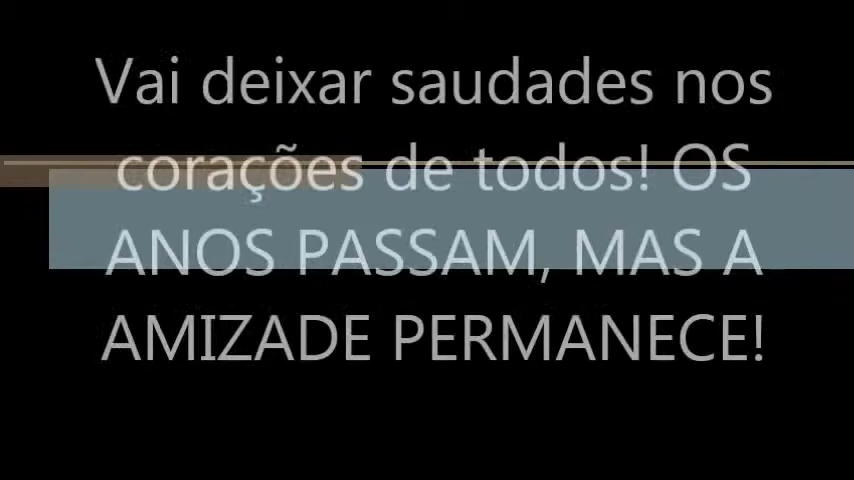 Vai deixar saudades nos
corações de todos! OS
ANOS PASSAM, MAS A
AMIZADE PERMANECE!